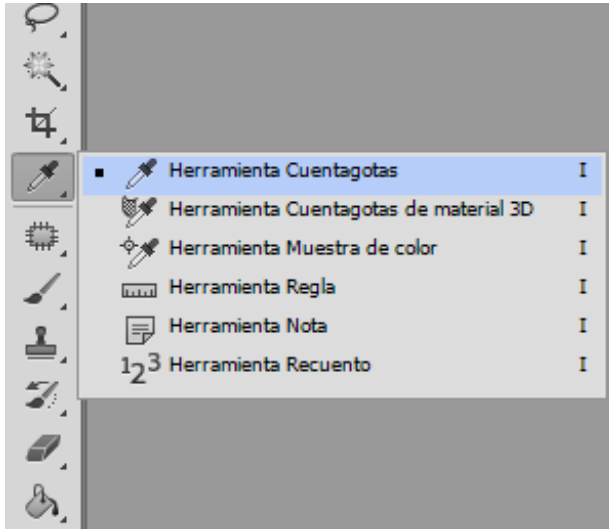 Herramienta Cuentagotas I
Herramienta Cuentagotas de material 3D I
Herramienta Muestra de color I
Herramienta Regla I
Herramienta Nota I
123 Herramienta Recuento I